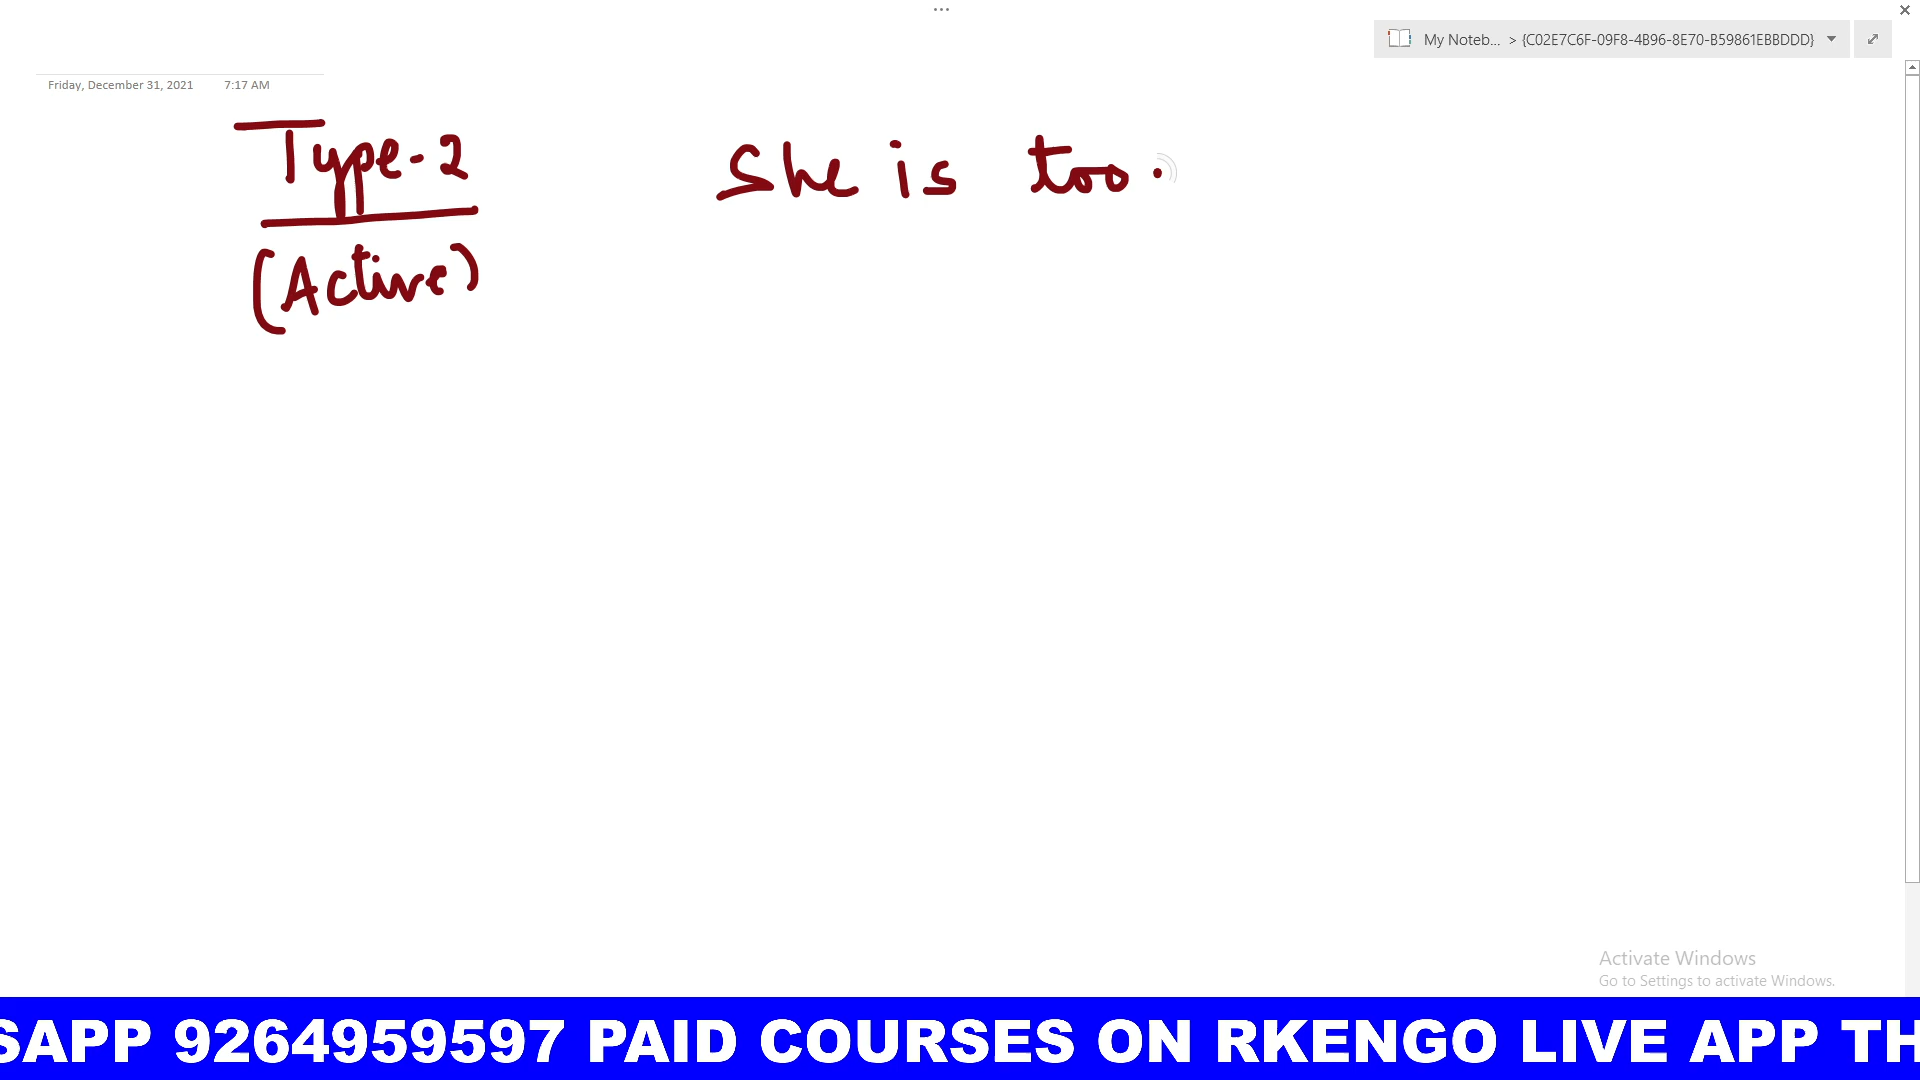 ...
My Noteb... > {C02E7C6F-09F8-4B96-8E70-B59861EBBDDD}
Friday, December 31, 2021 7:17 AM
Type-2
(Active)
She is too .
Activate Windows
Go to Settings to activate Windows.
SAPP 9264959597 PAID COURSES ON RKENGO LIVE APP TH